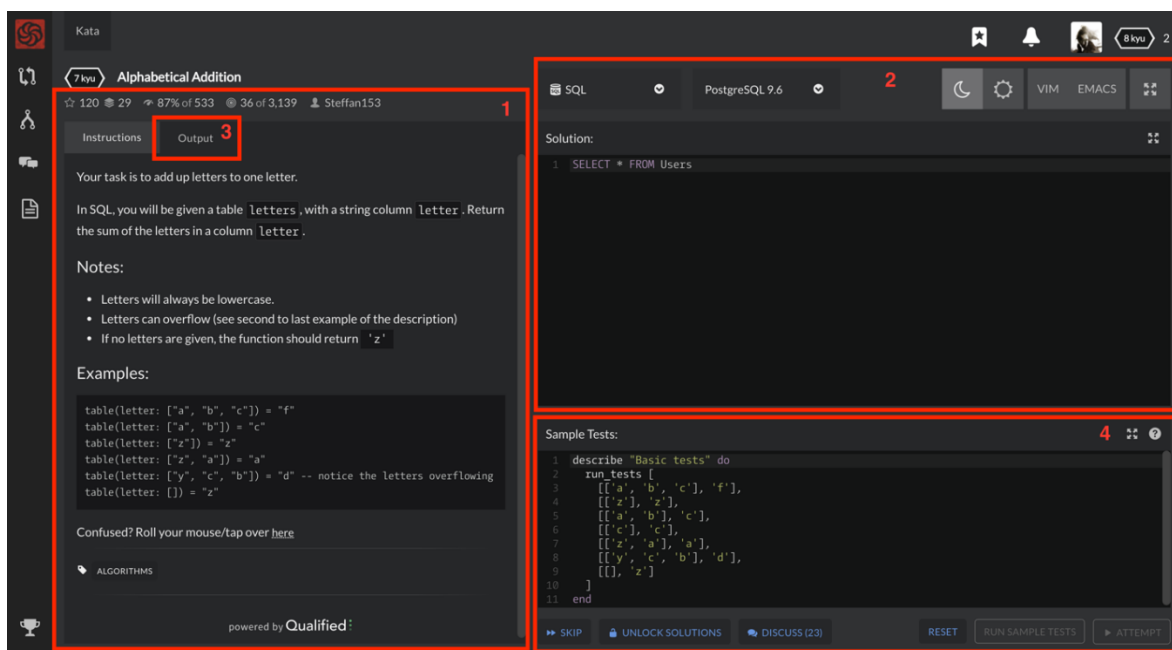 Kata
8 kyu
2
7 kyu
Alphabetical Addition
120 29 87% of 533 36 of 3,139 Steffan153
1
Instructions
Output
3
Your task is to add up letters to one letter.
In SQL, you will be given a table letters, with a string column letter. Return
the sum of the letters in a column letter.
Notes:
• Letters will always be lowercase.
• Letters can overflow (see second to last example of the description)
• If no letters are given, the function should return 'z'
Examples:
table(letter: ["a", "b", "c"]) = "f"
table(letter: ["a", "b"]) = "c"
table(letter: ["z"]) = "z"
table(letter: ["z", "a"]) = "a"
table(letter: ["y", "c", "b"]) = "d" -- notice the letters overflowing
table(letter: []) = "z"
Confused? Roll your mouse/tap over here
ALGORITHMS
powered by Qualified
SQL
PostgreSQL 9.6
2
VIM
EMACS
Solution:
1 SELECT * FROM Users
Sample Tests:
4
?
1 describe "Basic tests" do
2 run_tests [
3 [['a', 'b', 'c'], 'f'],
4 [['z'], 'z'],
5 [['a', 'b'], 'c'],
6 [['c'], 'c'],
7 [['z', 'a'], 'a'],
8 [['y', 'c', 'b'], 'd'],
9 [[], 'z']
10 ]
11 end
SKIP
UNLOCK SOLUTIONS
DISCUSS (23)
RESET
RUN SAMPLE TESTS
ATTEMPT